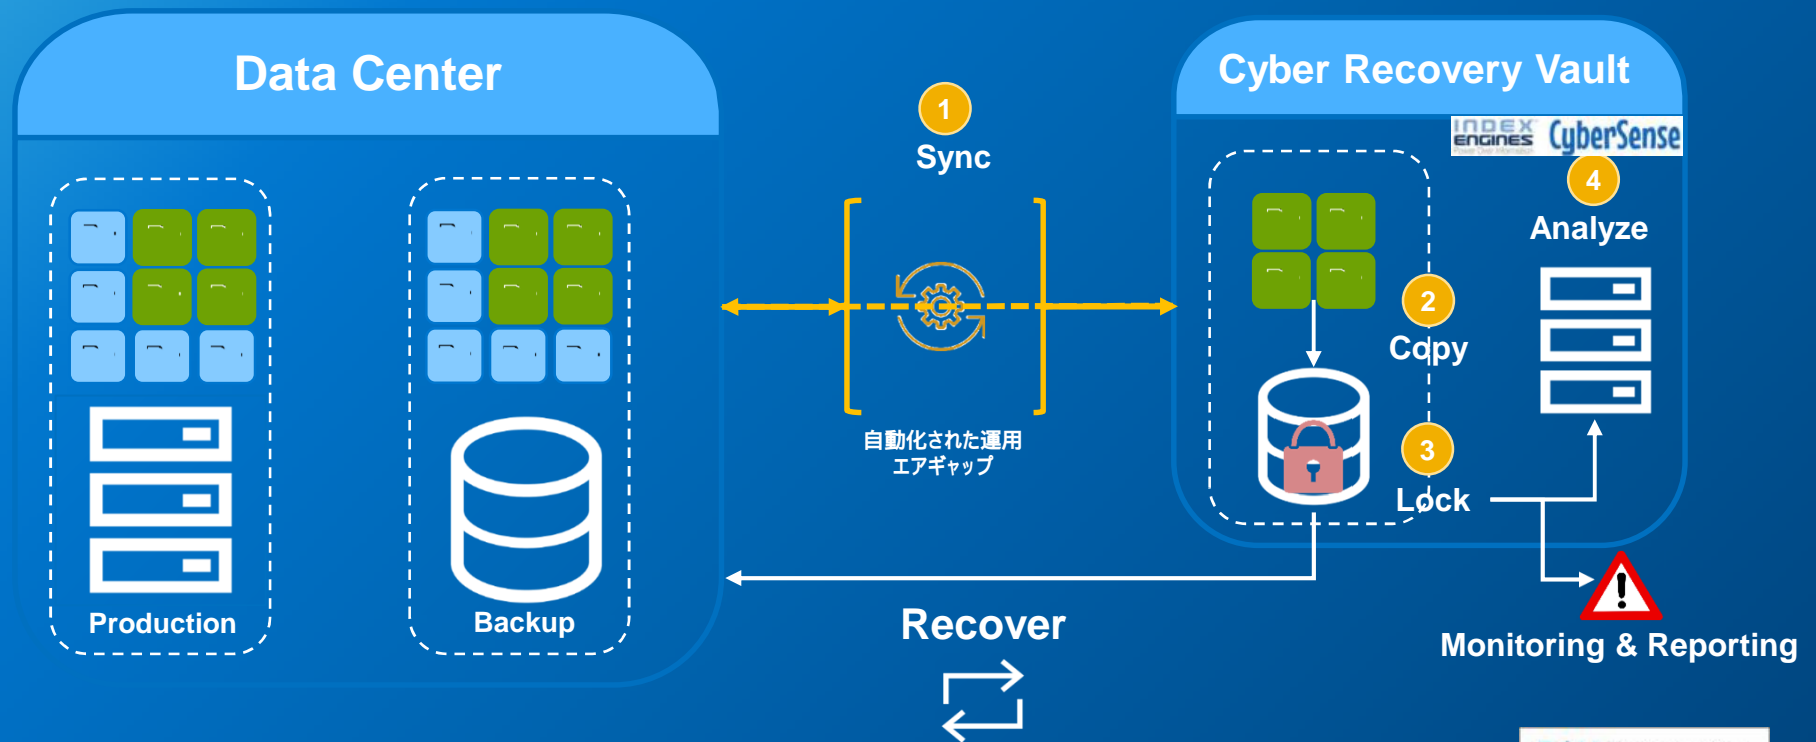 Data Center
Cyber Recovery Vault
INDEX
ENGINES
CyberSense
1
Sync
4
Analyze
2
Copy
自動化された運用
エアギャップ
3
Lock
Production
Backup
Recover
Monitoring & Reporting